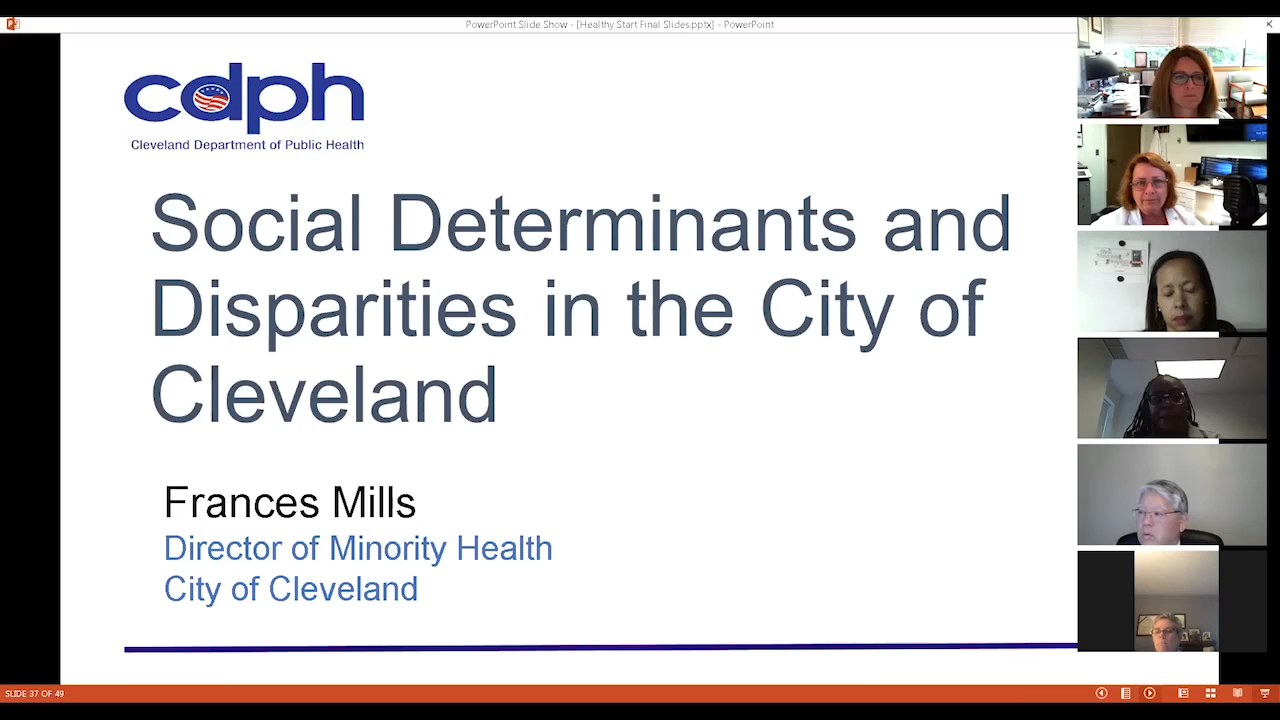 PowerPoint Slide Show - [Healthy Start Final Slides.pptx] - PowerPoint
cdph
Cleveland Department of Public Health
Social Determinants and
Disparities in the City of
Cleveland
Frances Mills
Director of Minority Health
City of Cleveland
SLIDE 37 OF 49